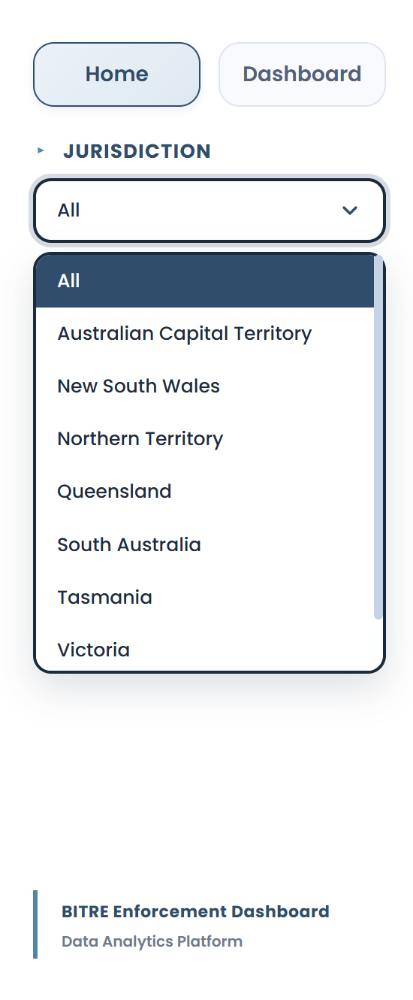 Home
Dashboard
JURISDICTION
All
All
Australian Capital Territory
New South Wales
Northern Territory
Queensland
South Australia
Tasmania
Victoria
BITRE Enforcement Dashboard
Data Analytics Platform